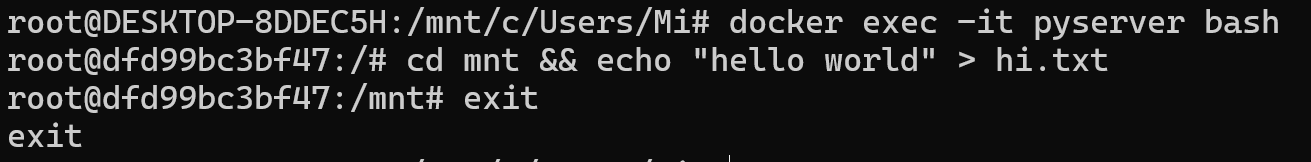 root@DESKTOP-8DDEC5H:/mnt/c/Users/Mi# docker exec -it pyserver bash
root@dfd99bc3bf47:/# cd mnt && echo "hello world" > hi.txt
root@dfd99bc3bf47:/mnt# exit
exit